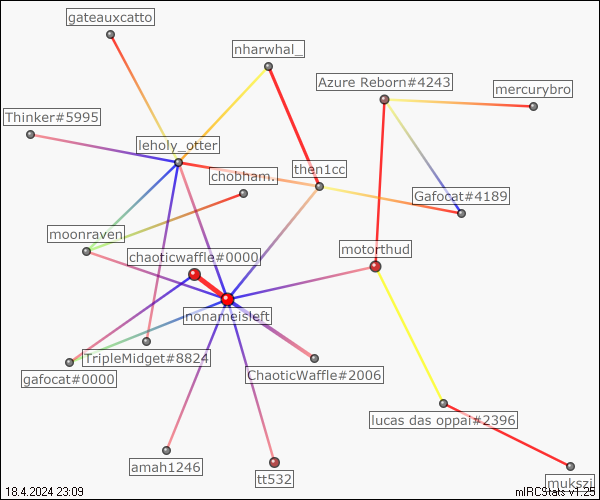 gateauxcatto
nharwhal_
Azure Reborn#4243
mercurybro
Thinker#5995
leholy_otter
then1cc
chobham.
Gafocat#4189
moonraven
motorthud
chaoticwaffle#0000
nonameisleft
TripleMidget#8824
gafocat#0000
ChaoticWaffle#2006
lucas das oppai#2396
amah1246
tt532
mukszi
18.4.2024 23:09
mIRCStats v1.25